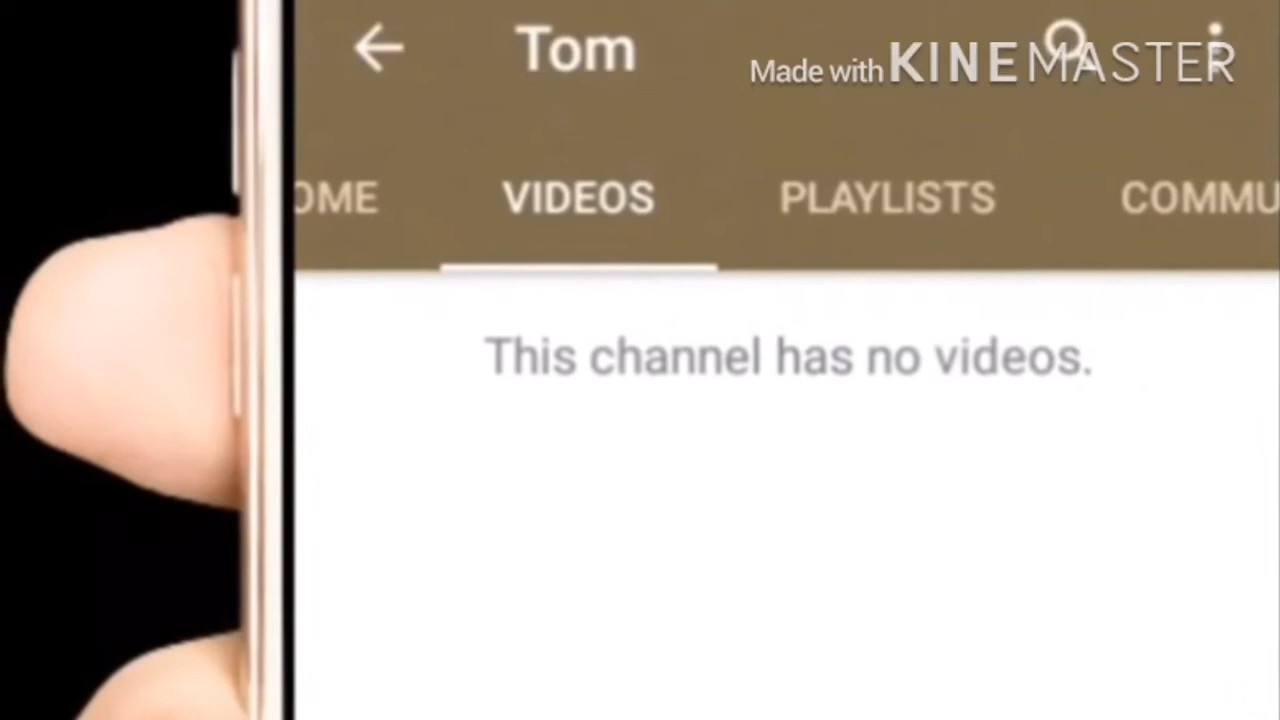 Tom
Made with KINEMASTER
OME VIDEOS PLAYLISTS COMMU
This channel has no videos.